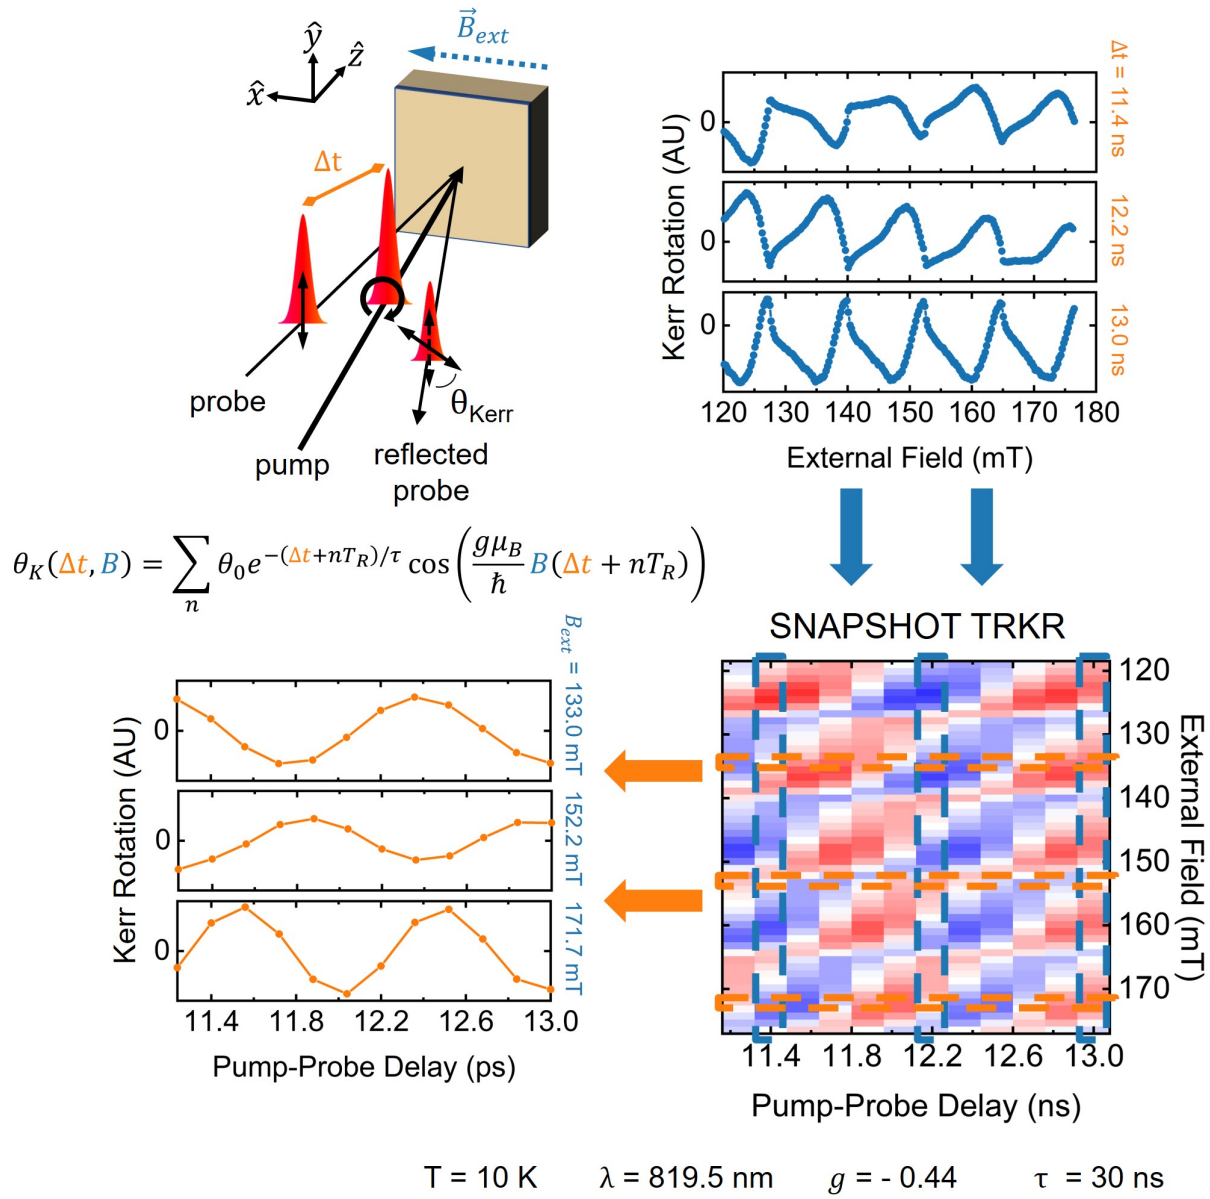 ŷ
ẑ
x̂
B⃗ext
Δt
probe
pump
θKerr
reflected
probe
Kerr Rotation (AU)
0
0
0
Δt = 11.4 ns
12.2 ns
13.0 ns
120 130 140 150 160 170 180
External Field (mT)
θK(Δt, B) = ∑n θ0e^−(Δt+nTR)/τ cos(gμB/ħ B(Δt + nTR))
SNAPSHOT TRKR
Kerr Rotation (AU)
0
0
0
Bext = 133.0 mT
152.2 mT
171.7 mT
11.4 11.8 12.2 12.6 13.0
Pump-Probe Delay (ps)
120
130
140
150
160
170
External Field (mT)
11.4 11.8 12.2 12.6 13.0
Pump-Probe Delay (ns)
T = 10 K λ = 819.5 nm g = - 0.44 τ = 30 ns